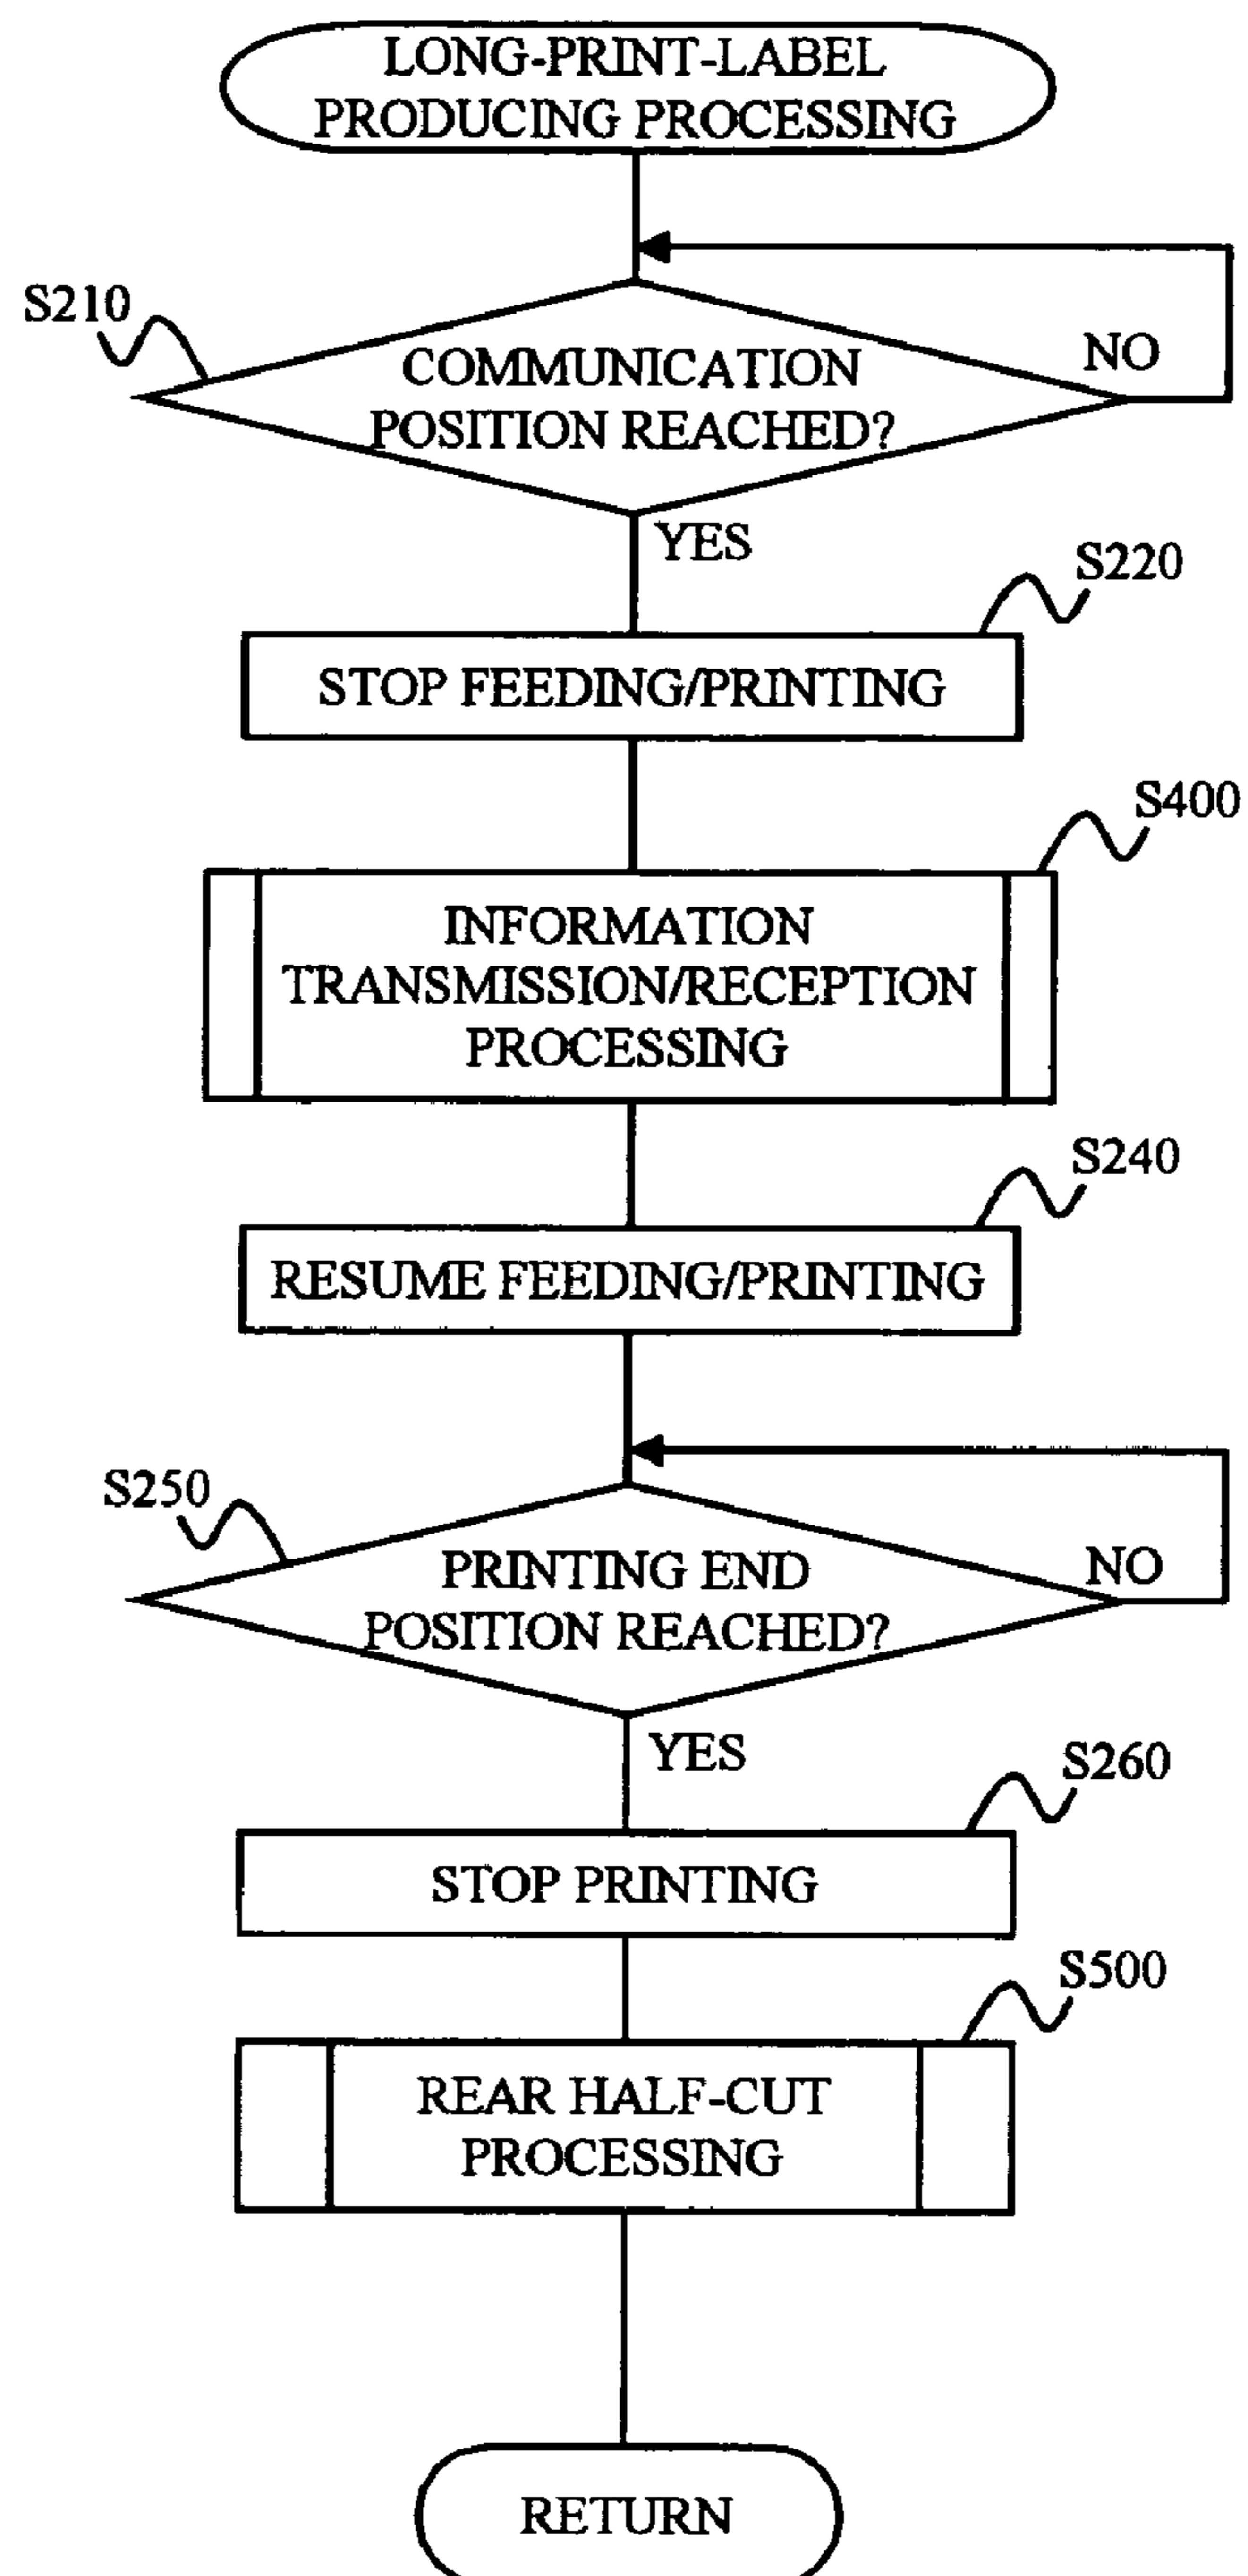 LONG-PRINT-LABEL
PRODUCING PROCESSING
S210
COMMUNICATION
POSITION REACHED?
NO
YES
S220
STOP FEEDING/PRINTING
S400
INFORMATION
TRANSMISSION/RECEPTION
PROCESSING
S240
RESUME FEEDING/PRINTING
S250
PRINTING END
POSITION REACHED?
NO
YES
S260
STOP PRINTING
S500
REAR HALF-CUT
PROCESSING
RETURN